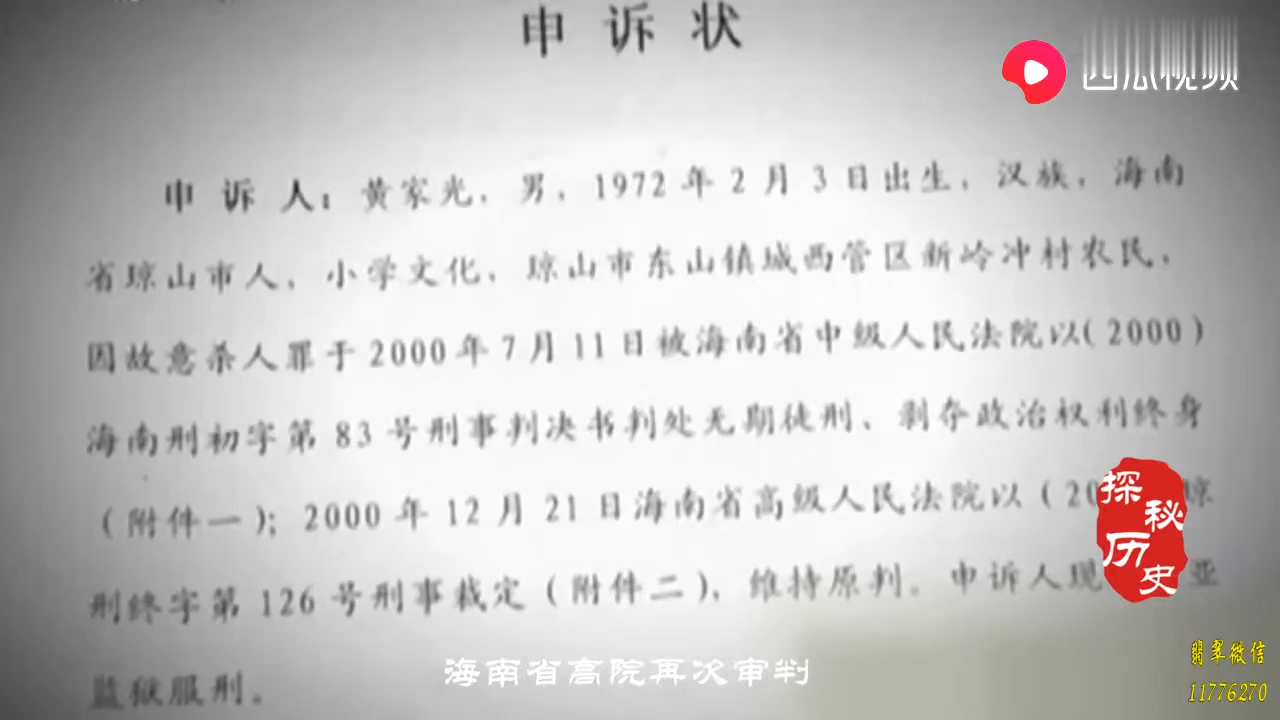 申诉状
西瓜视频
申诉人：黄家光，男，1972年2月3日出生，汉族，海南
省琼山市人，小学文化，琼山市东山镇城西管区新岭冲村农民，
因故意杀人罪于2000年7月11日被海南省中级人民法院以(2000)
海南刑初字第83号刑事判决书判处无期徒刑、剥夺政治权利终身
（附件一）；2000年12月21日海南省高级人民法院以（20 琼
刑终字第126号刑事裁定（附件二），维持原判。申诉人现 亚
监狱服刑。
探秘历史
海南省高院再次审判
翡翠微信
11776270